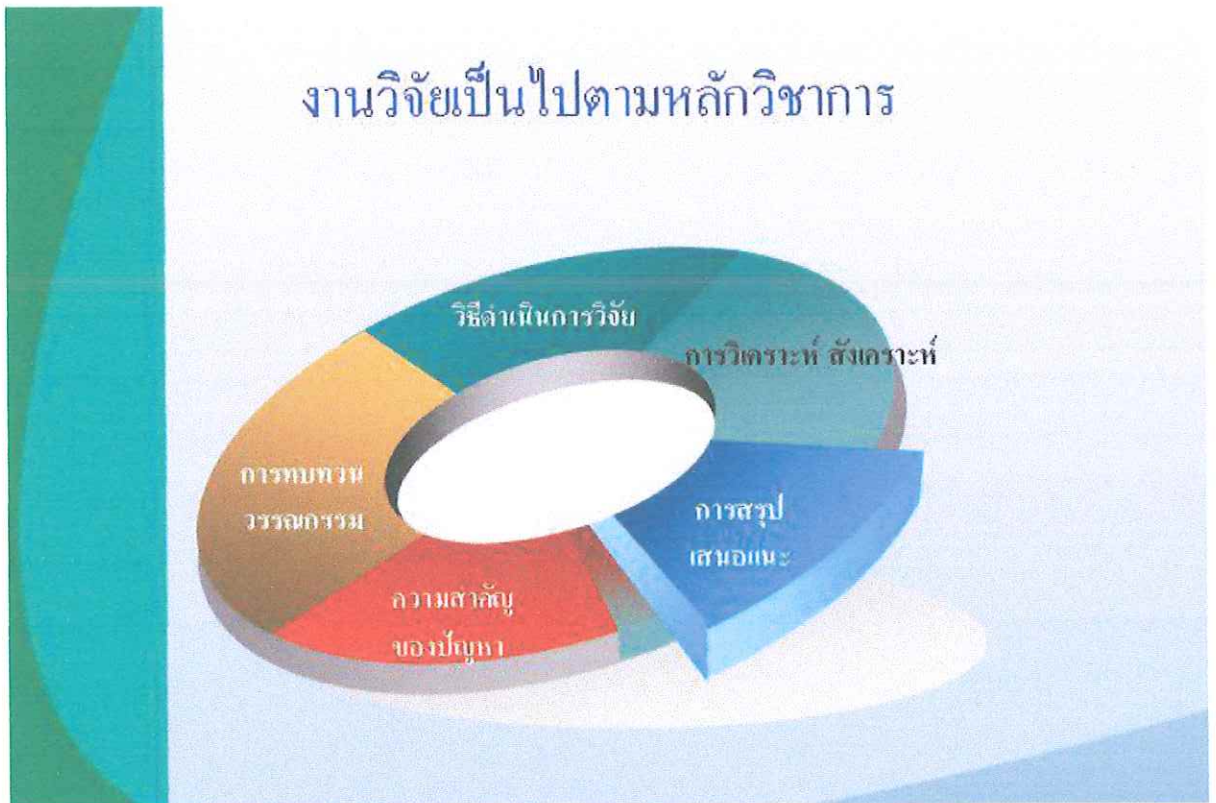 งานวิจัยเป็นไปตามหลักวิชาการ
วิธีดำเนินการวิจัย
การวิเคราะห์ สังเคราะห์
การทบทวน
วรรณกรรม
การสรุป
เสนอแนะ
ความสำคัญ
ของปัญหา